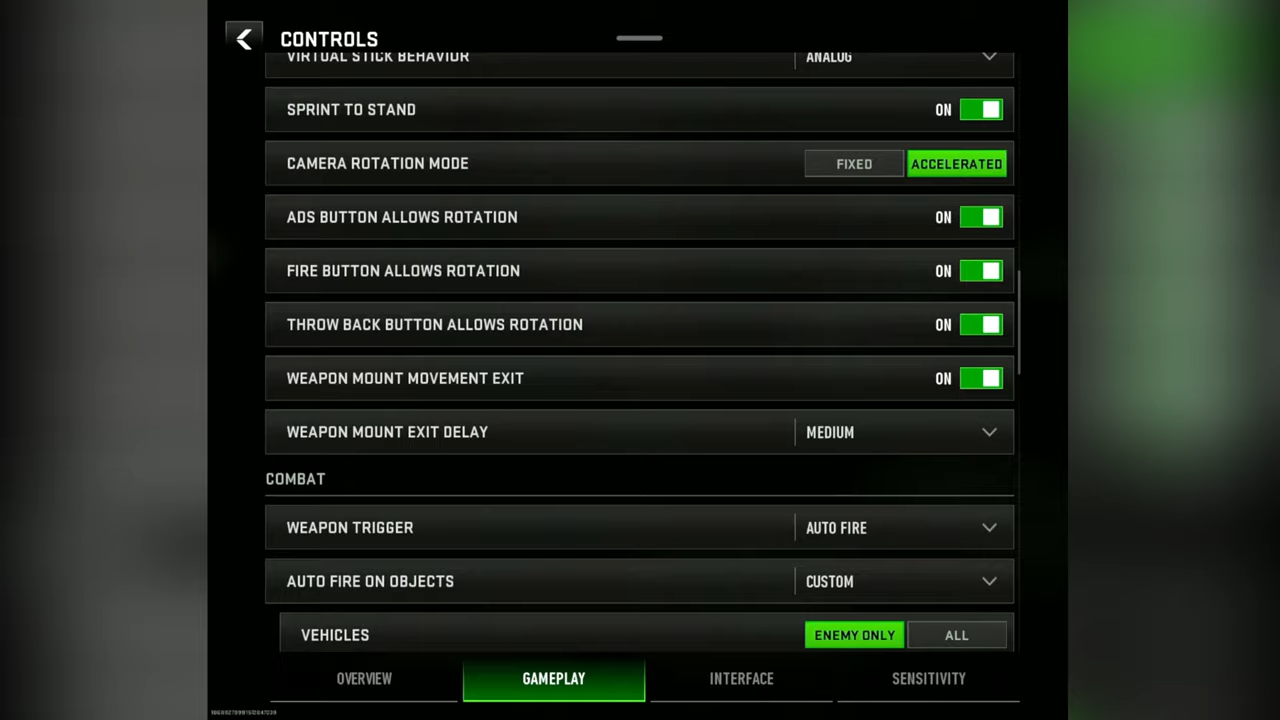 CONTROLS
VIRTUAL STICK BEHAVIOR ANALOG
SPRINT TO STAND ON
CAMERA ROTATION MODE FIXED ACCELERATED
ADS BUTTON ALLOWS ROTATION ON
FIRE BUTTON ALLOWS ROTATION ON
THROW BACK BUTTON ALLOWS ROTATION ON
WEAPON MOUNT MOVEMENT EXIT ON
WEAPON MOUNT EXIT DELAY MEDIUM
COMBAT
WEAPON TRIGGER AUTO FIRE
AUTO FIRE ON OBJECTS CUSTOM
VEHICLES ENEMY ONLY ALL
OVERVIEW GAMEPLAY INTERFACE SENSITIVITY